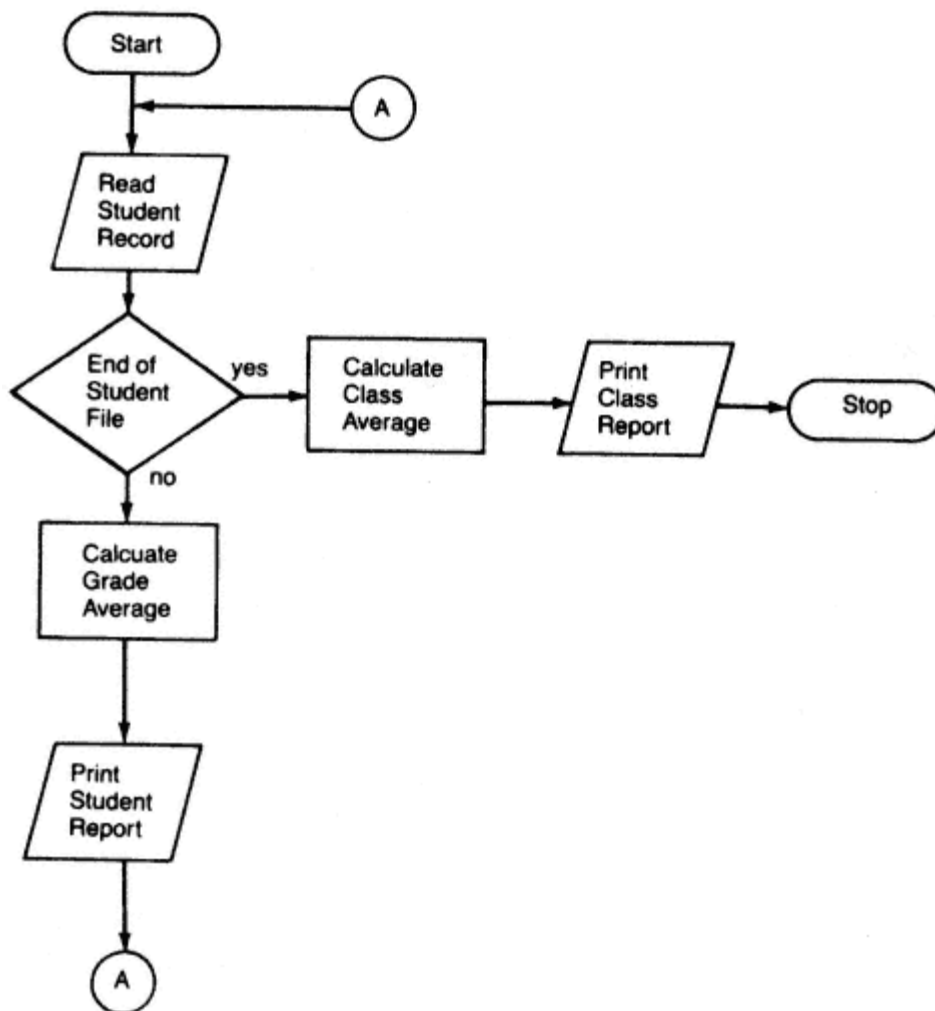 Start
A
Read
Student
Record
End of
Student
File
yes
Calculate
Class
Average
Print
Class
Report
Stop
no
Calcuate
Grade
Average
Print
Student
Report
A